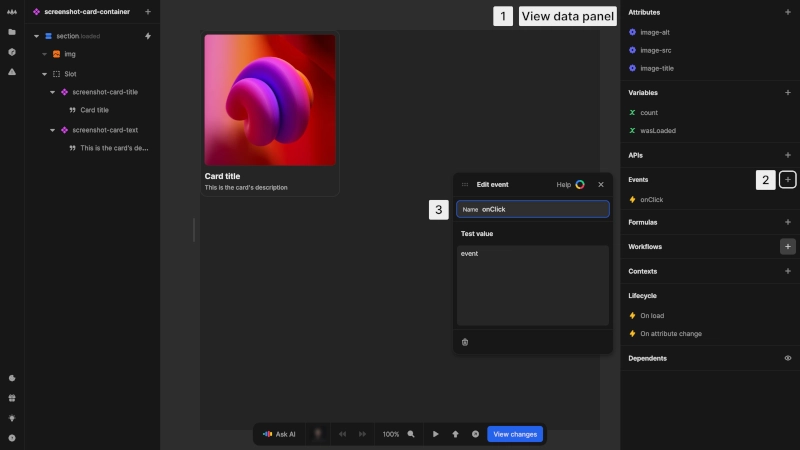 screenshot-card-container
section:loaded
img
Slot
screenshot-card-title
Card title
screenshot-card-text
This is the card's de...
Card title
This is the card's description
1
View data panel
3
Edit event
Help
Name
onClick
Test value
event
Ask AI
100%
View changes
Attributes
image-alt
image-src
image-title
Variables
count
wasLoaded
APIs
Events
2
onClick
Formulas
Workflows
Contexts
Lifecycle
On load
On attribute change
Dependents